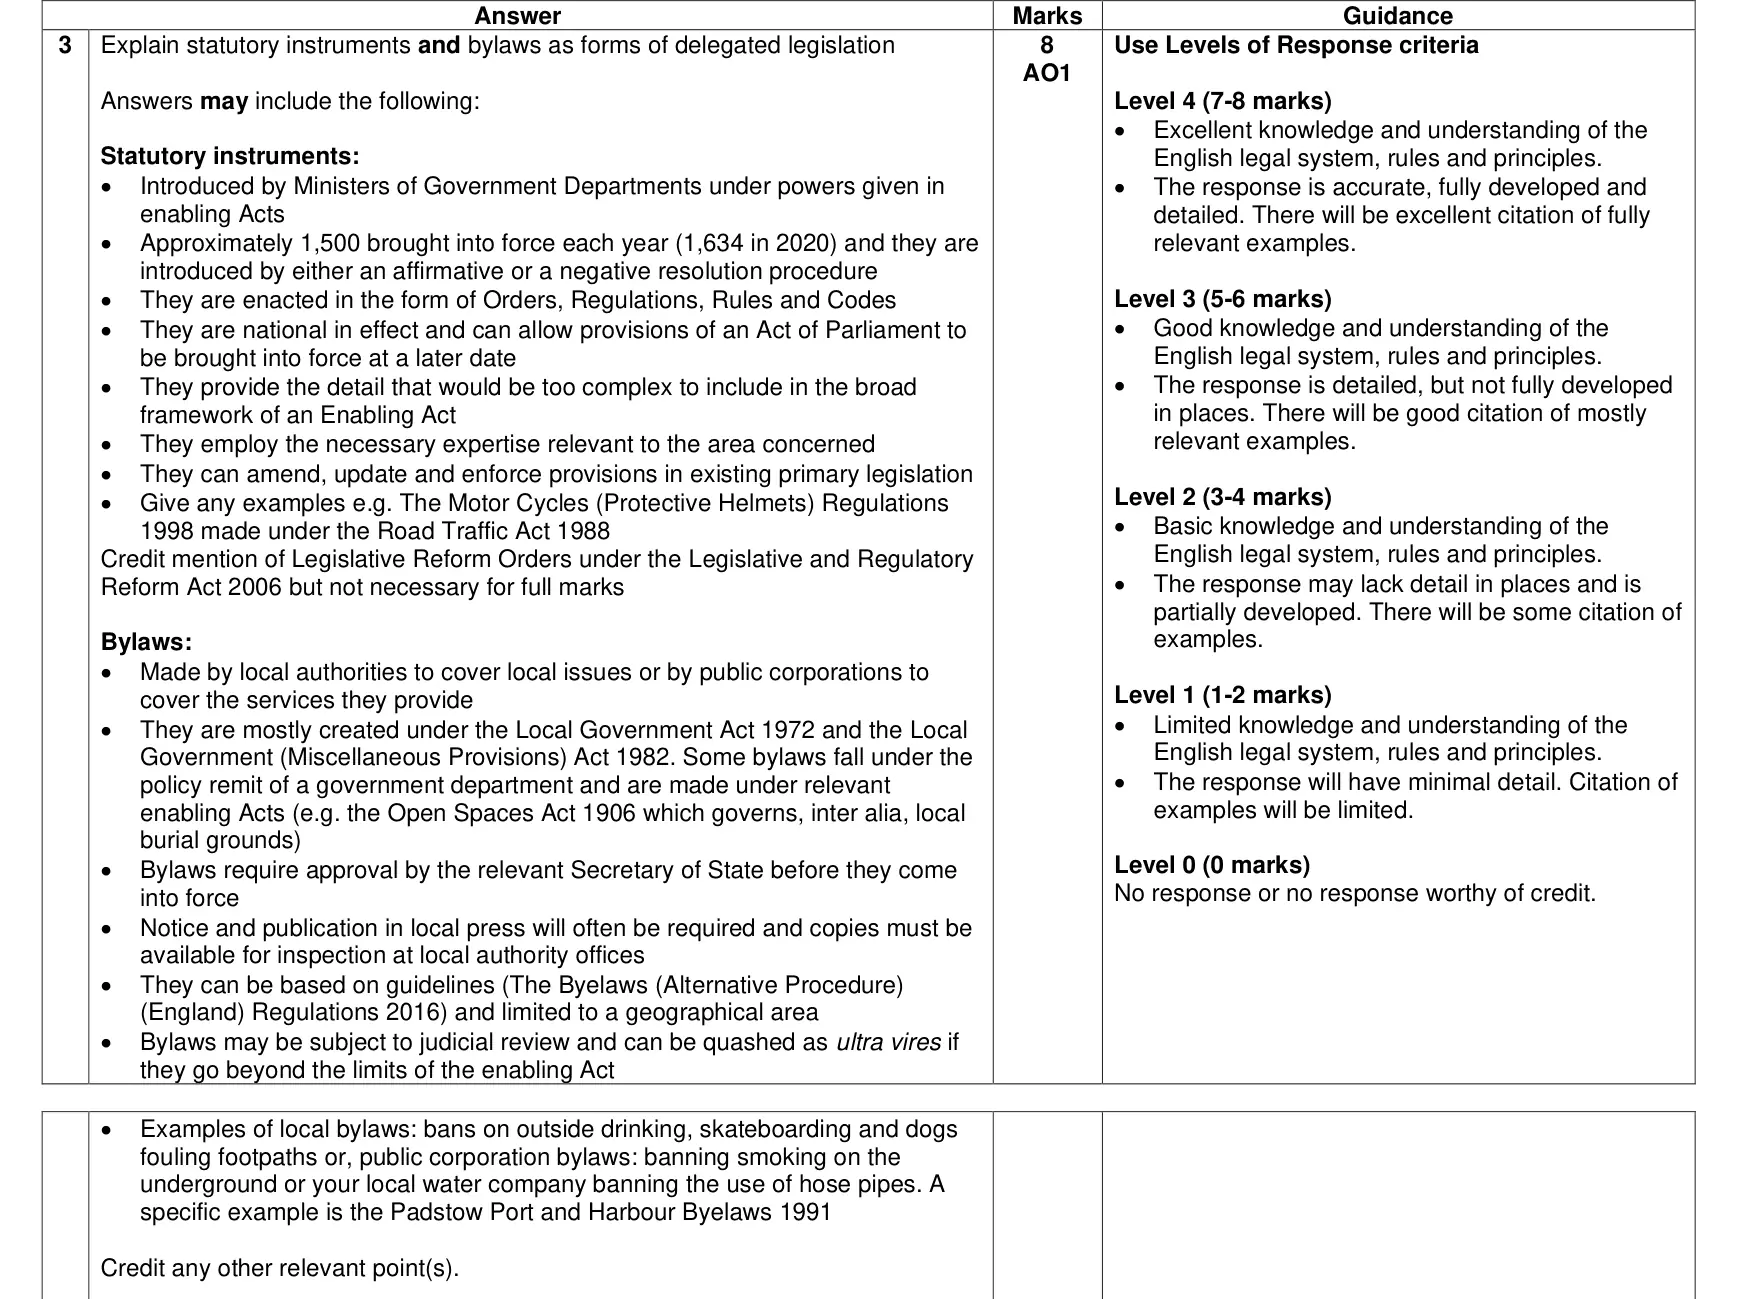 Answer Marks Guidance
3 Explain statutory instruments and bylaws as forms of delegated legislation
Answers may include the following:
Statutory instruments:
• Introduced by Ministers of Government Departments under powers given in
enabling Acts
• Approximately 1,500 brought into force each year (1,634 in 2020) and they are
introduced by either an affirmative or a negative resolution procedure
• They are enacted in the form of Orders, Regulations, Rules and Codes
• They are national in effect and can allow provisions of an Act of Parliament to
be brought into force at a later date
• They provide the detail that would be too complex to include in the broad
framework of an Enabling Act
• They employ the necessary expertise relevant to the area concerned
• They can amend, update and enforce provisions in existing primary legislation
• Give any examples e.g. The Motor Cycles (Protective Helmets) Regulations
1998 made under the Road Traffic Act 1988
Credit mention of Legislative Reform Orders under the Legislative and Regulatory
Reform Act 2006 but not necessary for full marks
Bylaws:
• Made by local authorities to cover local issues or by public corporations to
cover the services they provide
• They are mostly created under the Local Government Act 1972 and the Local
Government (Miscellaneous Provisions) Act 1982. Some bylaws fall under the
policy remit of a government department and are made under relevant
enabling Acts (e.g. the Open Spaces Act 1906 which governs, inter alia, local
burial grounds)
• Bylaws require approval by the relevant Secretary of State before they come
into force
• Notice and publication in local press will often be required and copies must be
available for inspection at local authority offices
• They can be based on guidelines (The Byelaws (Alternative Procedure)
(England) Regulations 2016) and limited to a geographical area
• Bylaws may be subject to judicial review and can be quashed as ultra vires if
they go beyond the limits of the enabling Act
8
AO1
Use Levels of Response criteria
Level 4 (7-8 marks)
• Excellent knowledge and understanding of the
English legal system, rules and principles.
• The response is accurate, fully developed and
detailed. There will be excellent citation of fully
relevant examples.
Level 3 (5-6 marks)
• Good knowledge and understanding of the
English legal system, rules and principles.
• The response is detailed, but not fully developed
in places. There will be good citation of mostly
relevant examples.
Level 2 (3-4 marks)
• Basic knowledge and understanding of the
English legal system, rules and principles.
• The response may lack detail in places and is
partially developed. There will be some citation of
examples.
Level 1 (1-2 marks)
• Limited knowledge and understanding of the
English legal system, rules and principles.
• The response will have minimal detail. Citation of
examples will be limited.
Level 0 (0 marks)
No response or no response worthy of credit.
• Examples of local bylaws: bans on outside drinking, skateboarding and dogs
fouling footpaths or, public corporation bylaws: banning smoking on the
underground or your local water company banning the use of hose pipes. A
specific example is the Padstow Port and Harbour Byelaws 1991
Credit any other relevant point(s).